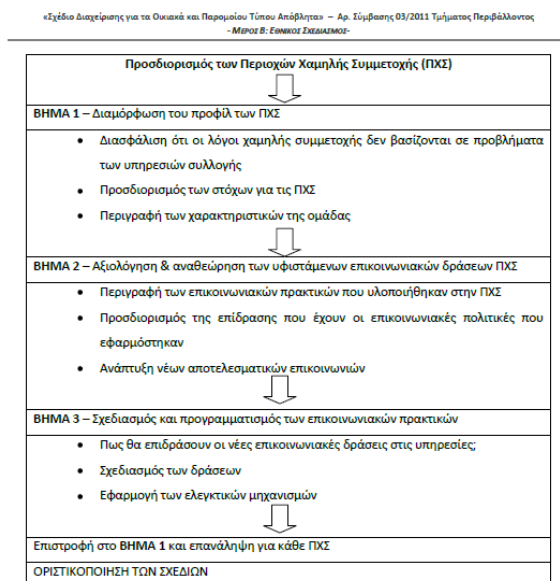 «Σχέδιο Διαχείρισης για τα Οικιακά και Παρομοίου Τύπου Απόβλητα» – Αρ. Σύμβασης 03/2011 Τμήματος Περιβάλλοντος
- ΜΕΡΟΣ Β: ΕΘΝΙΚΟΣ ΣΧΕΔΙΑΣΜΟΣ-
Προσδιορισμός των Περιοχών Χαμηλής Συμμετοχής (ΠΧΣ)
ΒΗΜΑ 1 – Διαμόρφωση του προφίλ των ΠΧΣ
• Διασφάλιση ότι οι λόγοι χαμηλής συμμετοχής δεν βασίζονται σε προβλήματα
των υπηρεσιών συλλογής
• Προσδιορισμός των στόχων για τις ΠΧΣ
• Περιγραφή των χαρακτηριστικών της ομάδας
ΒΗΜΑ 2 – Αξιολόγηση & αναθεώρηση των υφιστάμενων επικοινωνιακών δράσεων ΠΧΣ
• Περιγραφή των επικοινωνιακών πρακτικών που υλοποιήθηκαν στην ΠΧΣ
• Προσδιορισμός της επίδρασης που έχουν οι επικοινωνιακές πολιτικές που
εφαρμόστηκαν
• Ανάπτυξη νέων αποτελεσματικών επικοινωνιών
ΒΗΜΑ 3 – Σχεδιασμός και προγραμματισμός των επικοινωνιακών πρακτικών
• Πως θα επιδράσουν οι νέες επικοινωνιακές δράσεις στις υπηρεσίες;
• Σχεδιασμός των δράσεων
• Εφαρμογή των ελεγκτικών μηχανισμών
Επιστροφή στο ΒΗΜΑ 1 και επανάληψη για κάθε ΠΧΣ
ΟΡΙΣΤΙΚΟΠΟΙΗΣΗ ΤΩΝ ΣΧΕΔΙΩΝ